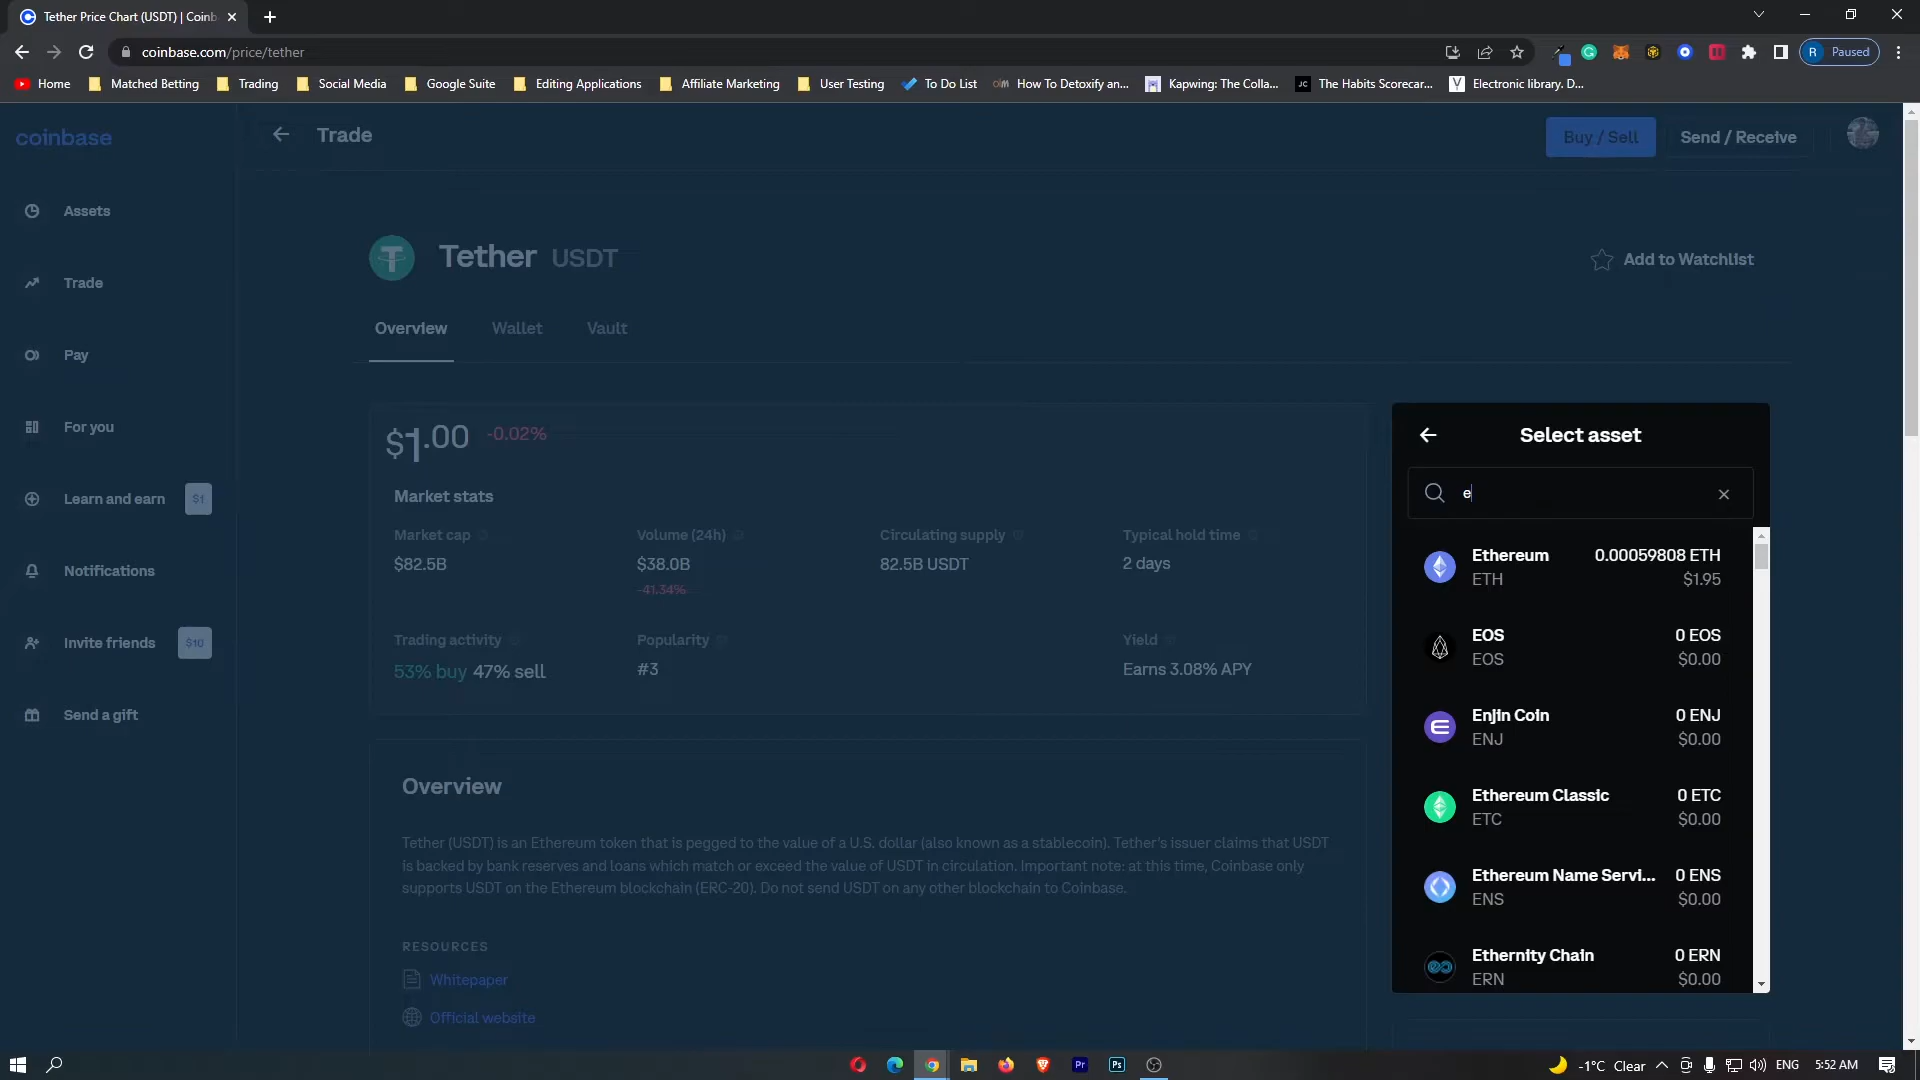 Tether Price Chart (USDT) | Coinb
coinbase.com/price/tether
R Paused
Home
Matched Betting
Trading
Social Media
Google Suite
Editing Applications
Affiliate Marketing
User Testing
To Do List
How To Detoxify an...
Kapwing: The Colla...
JC The Habits Scorecar...
V Electronic library. D...
coinbase
Trade
Buy / Sell
Send / Receive
Assets
Trade
Pay
For you
Learn and earn $1
Notifications
Invite friends $10
Send a gift
Tether USDT
Add to Watchlist
Overview Wallet Vault
$1.00 -0.02%
Market stats
Market cap Volume (24h) Circulating supply Typical hold time
$82.5B $38.0B 82.5B USDT 2 days
-41.34%
Trading activity Popularity Yield
53% buy 47% sell #3 Earns 3.08% APY
Overview
Tether (USDT) is an Ethereum token that is pegged to the value of a U.S. dollar (also known as a stablecoin). Tether's issuer claims that USDT
is backed by bank reserves and loans which match or exceed the value of USDT in circulation. Important note: at this time, Coinbase only
supports USDT on the Ethereum blockchain (ERC-20). Do not send USDT on any other blockchain to Coinbase.
RESOURCES
Whitepaper
Official website
Select asset
e
Ethereum 0.00059808 ETH
ETH $1.95
EOS 0 EOS
EOS $0.00
Enjin Coin 0 ENJ
ENJ $0.00
Ethereum Classic 0 ETC
ETC $0.00
Ethereum Name Servi... 0 ENS
ENS $0.00
Ethernity Chain 0 ERN
ERN $0.00
Pr
Ps
-1°C Clear
ENG
5:52 AM